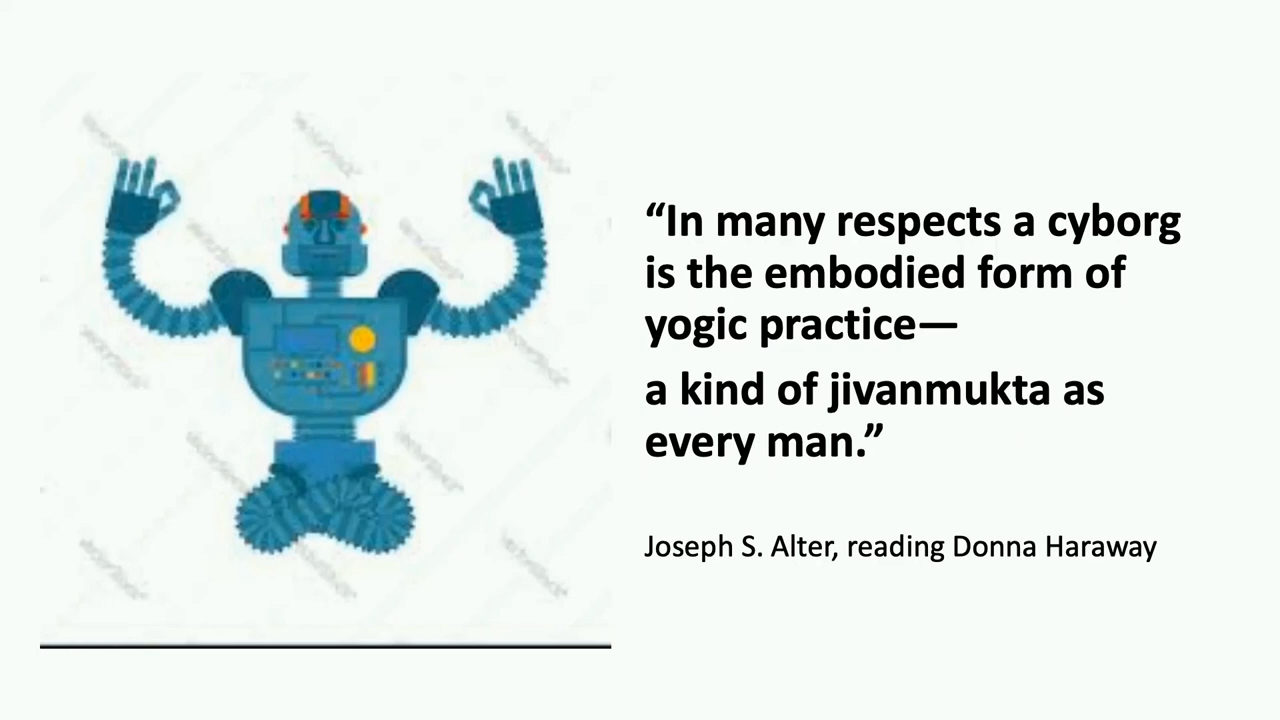 “In many respects a cyborg
is the embodied form of
yogic practice—
a kind of jivanmukta as
every man.”
Joseph S. Alter, reading Donna Haraway